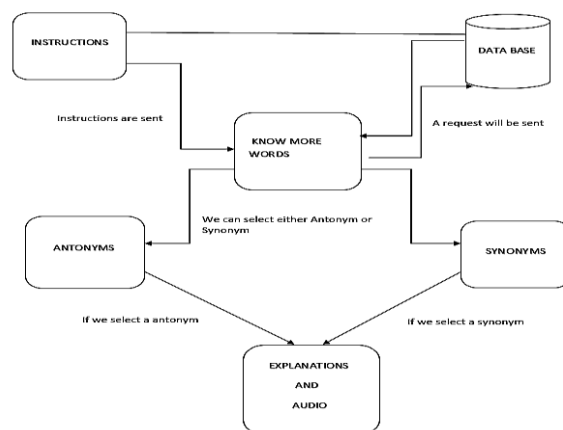 INSTRUCTIONS
DATA BASE
Instructions are sent
A request will be sent
KNOW MORE
WORDS
We can select either Antonym or
Synonym
ANTONYMS
SYNONYMS
If we select a antonym
If we select a synonym
EXPLANATIONS
AND
AUDIO